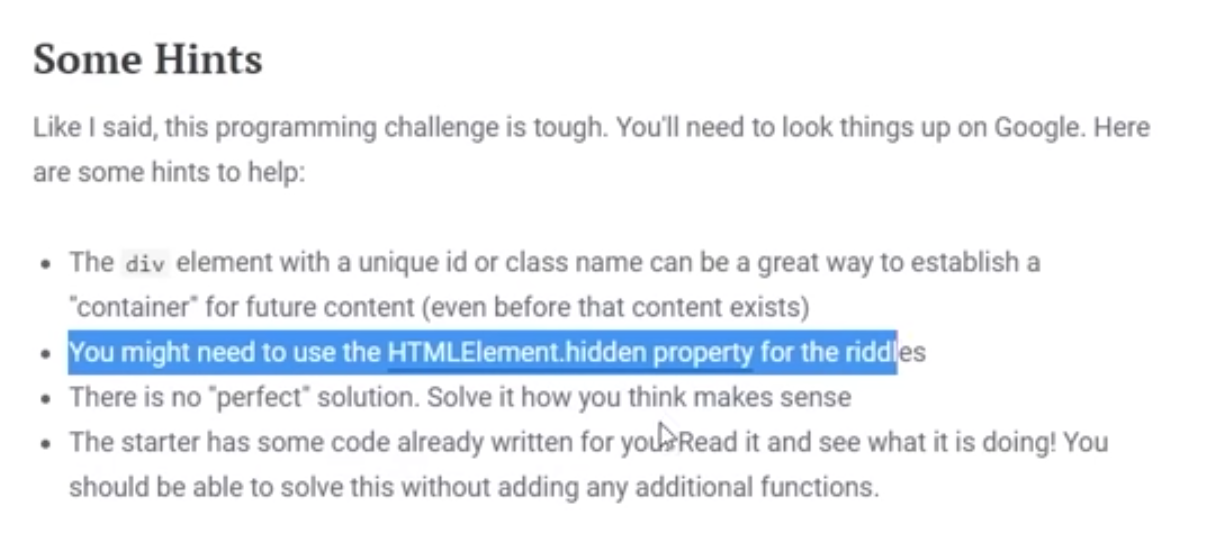 Some Hints
Like I said, this programming challenge is tough. You'll need to look things up on Google. Here
are some hints to help:
• The div element with a unique id or class name can be a great way to establish a
"container" for future content (even before that content exists)
• You might need to use the HTMLElement.hidden property for the riddles
• There is no "perfect" solution. Solve it how you think makes sense
• The starter has some code already written for you. Read it and see what it is doing! You
should be able to solve this without adding any additional functions.